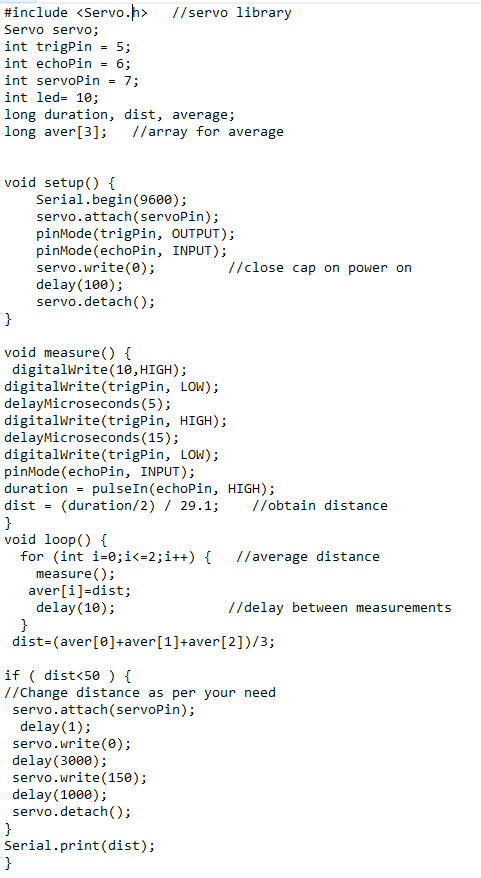 #include <Servo.h>   //servo library
Servo servo;
int trigPin = 5;
int echoPin = 6;
int servoPin = 7;
int led= 10;
long duration, dist, average;
long aver[3];   //array for average


void setup() {
    Serial.begin(9600);
    servo.attach(servoPin);
    pinMode(trigPin, OUTPUT);
    pinMode(echoPin, INPUT);
    servo.write(0);         //close cap on power on
    delay(100);
    servo.detach();
}

void measure() {
 digitalWrite(10,HIGH);
digitalWrite(trigPin, LOW);
delayMicroseconds(5);
digitalWrite(trigPin, HIGH);
delayMicroseconds(15);
digitalWrite(trigPin, LOW);
pinMode(echoPin, INPUT);
duration = pulseIn(echoPin, HIGH);
dist = (duration/2) / 29.1;    //obtain distance
}
void loop() {
  for (int i=0;i<=2;i++) {   //average distance
    measure();
   aver[i]=dist;
    delay(10);              //delay between measurements
  }
 dist=(aver[0]+aver[1]+aver[2])/3;

if ( dist<50 ) {
//Change distance as per your need
 servo.attach(servoPin);
  delay(1);
 servo.write(0);
 delay(3000);
 servo.write(150);
 delay(1000);
 servo.detach();
}
Serial.print(dist);
}